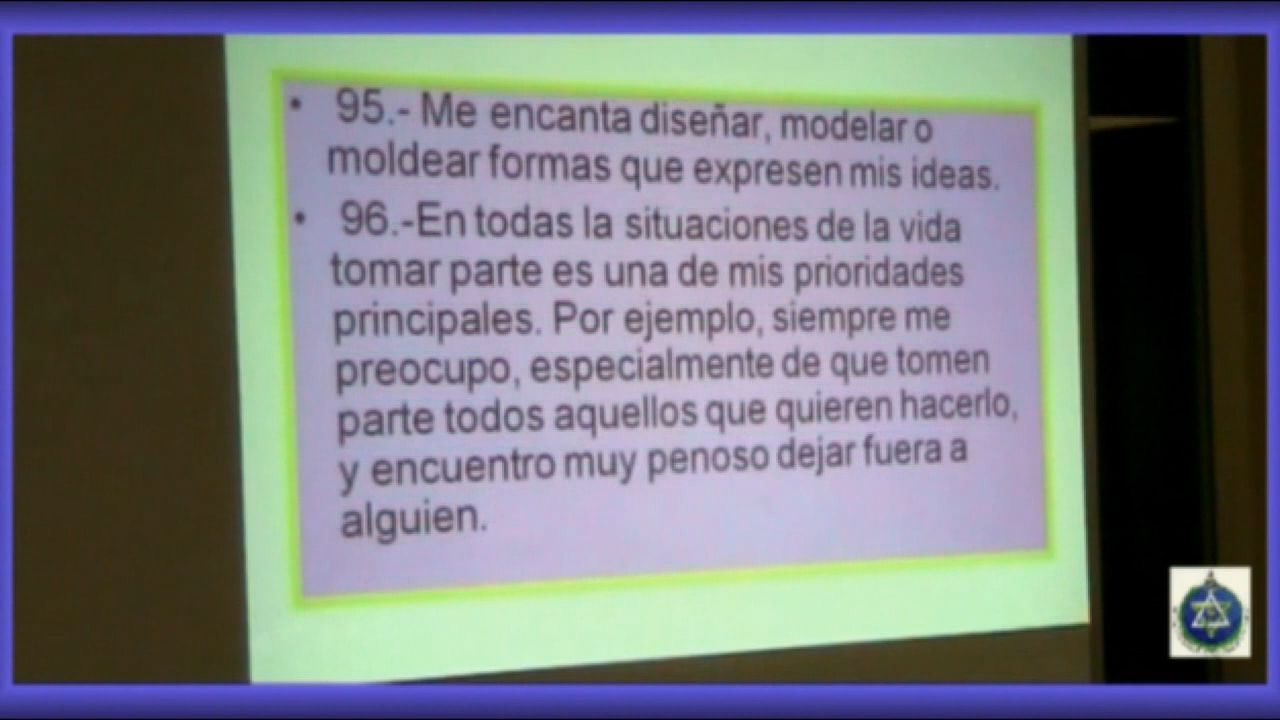 • 95.- Me encanta diseñar, modelar o
moldear formas que expresen mis ideas.
• 96.-En todas la situaciones de la vida
tomar parte es una de mis prioridades
principales. Por ejemplo, siempre me
preocupo, especialmente de que tomen
parte todos aquellos que quieren hacerlo,
y encuentro muy penoso dejar fuera a
alguien.